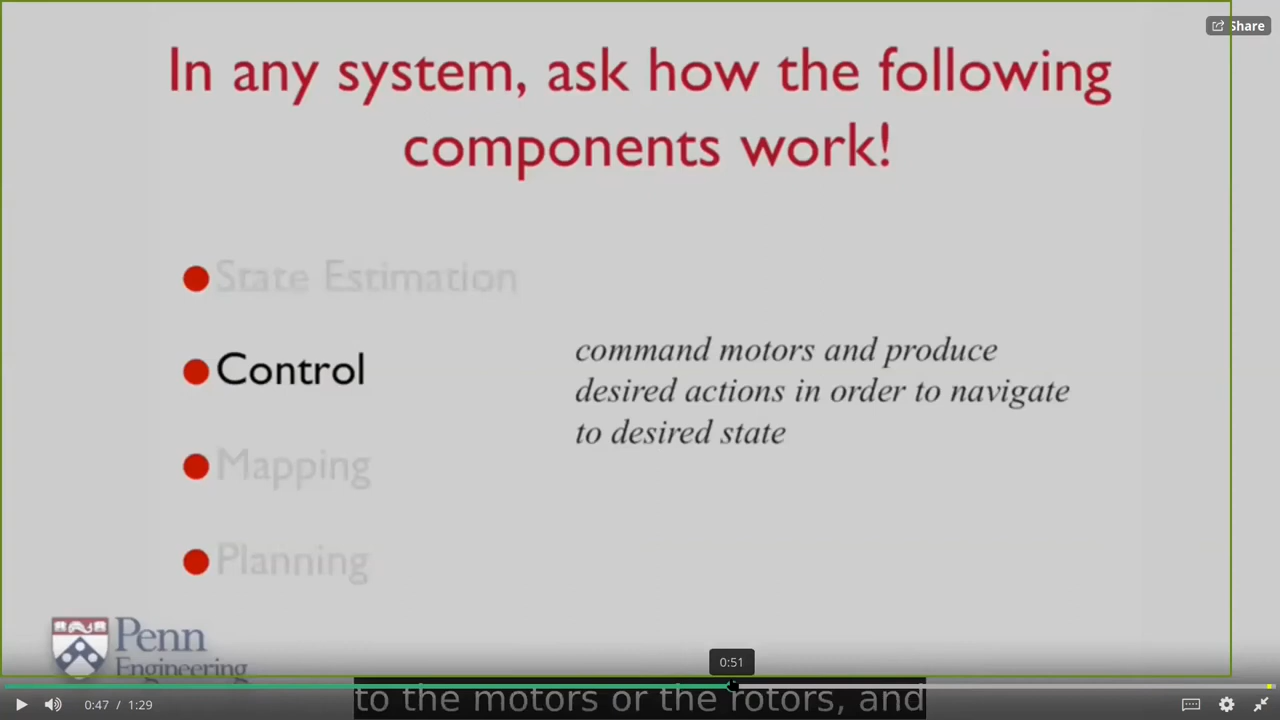 Share
In any system, ask how the following
components work!
State Estimation
Control
command motors and produce
desired actions in order to navigate
to desired state
Mapping
Planning
Penn
Engineering
0:51
to the motors or the rotors, and
0:47 / 1:29